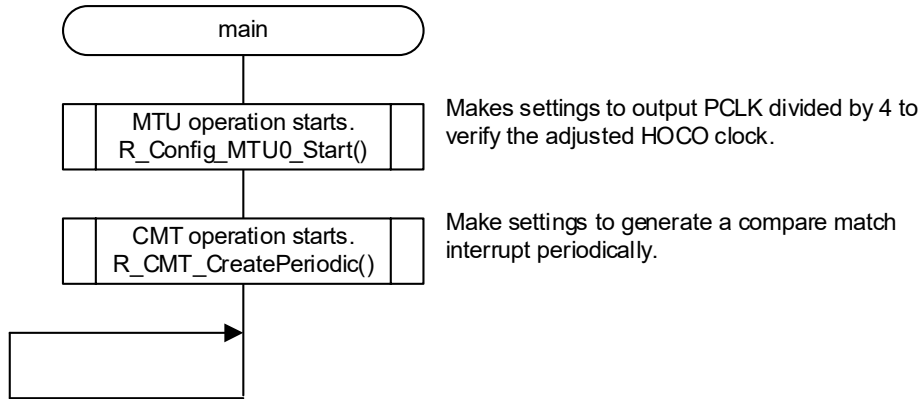 main
MTU operation starts.
R_Config_MTU0_Start()
Makes settings to output PCLK divided by 4 to
verify the adjusted HOCO clock.
CMT operation starts.
R_CMT_CreatePeriodic()
Make settings to generate a compare match
interrupt periodically.